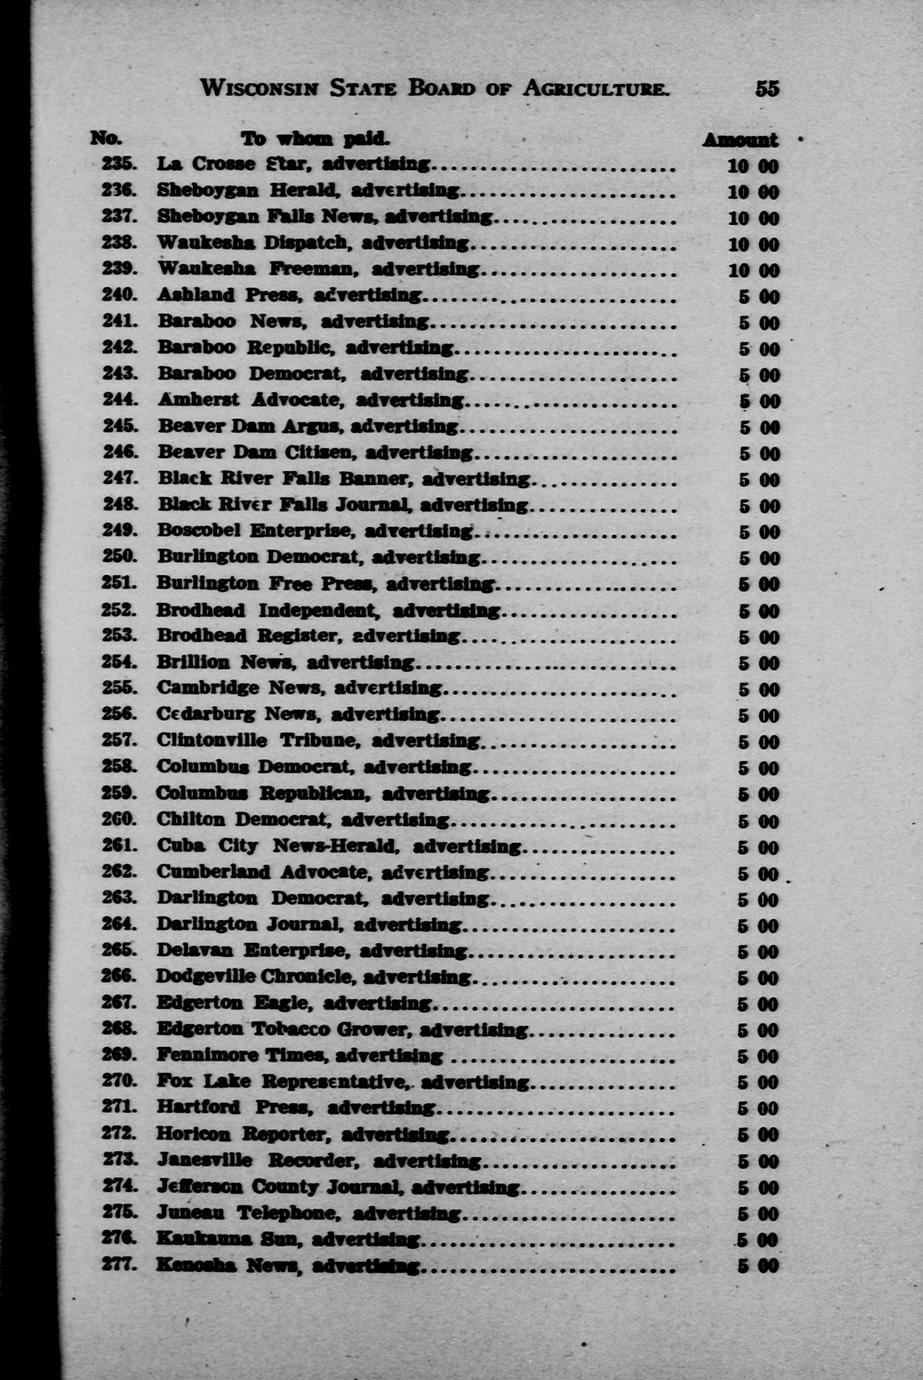 WISCONSIN STATE BOARD OF AGRICULTURE. 55
No. To whom paid. Amount
235. La Crosse Star, advertising........................... 10 00
236. Sheboygan Herald, advertising........................ 10 00
237. Sheboygan Falls News, advertising.................... 10 00
238. Waukesha Dispatch, advertising....................... 10 00
239. Waukesha Freeman, advertising...................... 10 00
240. Ashland Press, advertising............................ 5 00
241. Baraboo News, advertising........................... 5 00
242. Baraboo Republic, advertising........................ 5 00
243. Baraboo Democrat, advertising....................... 5 00
244. Amherst Advocate, advertising....................... 5 00
245. Beaver Dam Argus, advertising........................ 5 00
246. Beaver Dam Citizen, advertising...................... 5 00
247. Black River Falls Banner, advertising................ 5 00
248. Black River Falls Journal, advertising................ 5 00
249. Boscobel Enterprise, advertising...................... 5 00
250. Burlington Democrat, advertising..................... 5 00
251. Burlington Free Press, advertising.................... 5 00
252. Brodhead Independent, advertising................... 5 00
253. Brodhead Register, advertising....................... 5 00
254. Brillion News, advertising............................. 5 00
255. Cambridge News, advertising......................... 5 00
256. Cedarburg News, advertising......................... 5 00
257. Clintonville Tribune, advertising..................... 5 00
258. Columbus Democrat, advertising...................... 5 00
259. Columbus Republican, advertising.................... 5 00
260. Chilton Democrat, advertising........................ 5 00
261. Cuba City News-Herald, advertising................. 5 00
262. Cumberland Advocate, advertising.................... 5 00
263. Darlington Democrat, advertising.................... 5 00
264. Darlington Journal, advertising....................... 5 00
265. Delavan Enterprise, advertising....................... 5 00
266. Dodgeville Chronicle, advertising..................... 5 00
267. Edgerton Eagle, advertising.......................... 5 00
268. Edgerton Tobacco Grower, advertising................ 5 00
269. Fennimore Times, advertising ........................ 5 00
270. Fox Lake Representative, advertising................ 5 00
271. Hartford Press, advertising.......................... 5 00
272. Horicon Reporter, advertising........................ 5 00
273. Janesville Recorder, advertising..................... 5 00
274. Jefferson County Journal, advertising................. 5 00
275. Juneau Telephone, advertising....................... 5 00
276. Kaukauna Sun, advertising............................ 5 00
277. Kenosha News, advertising............................ 5 00